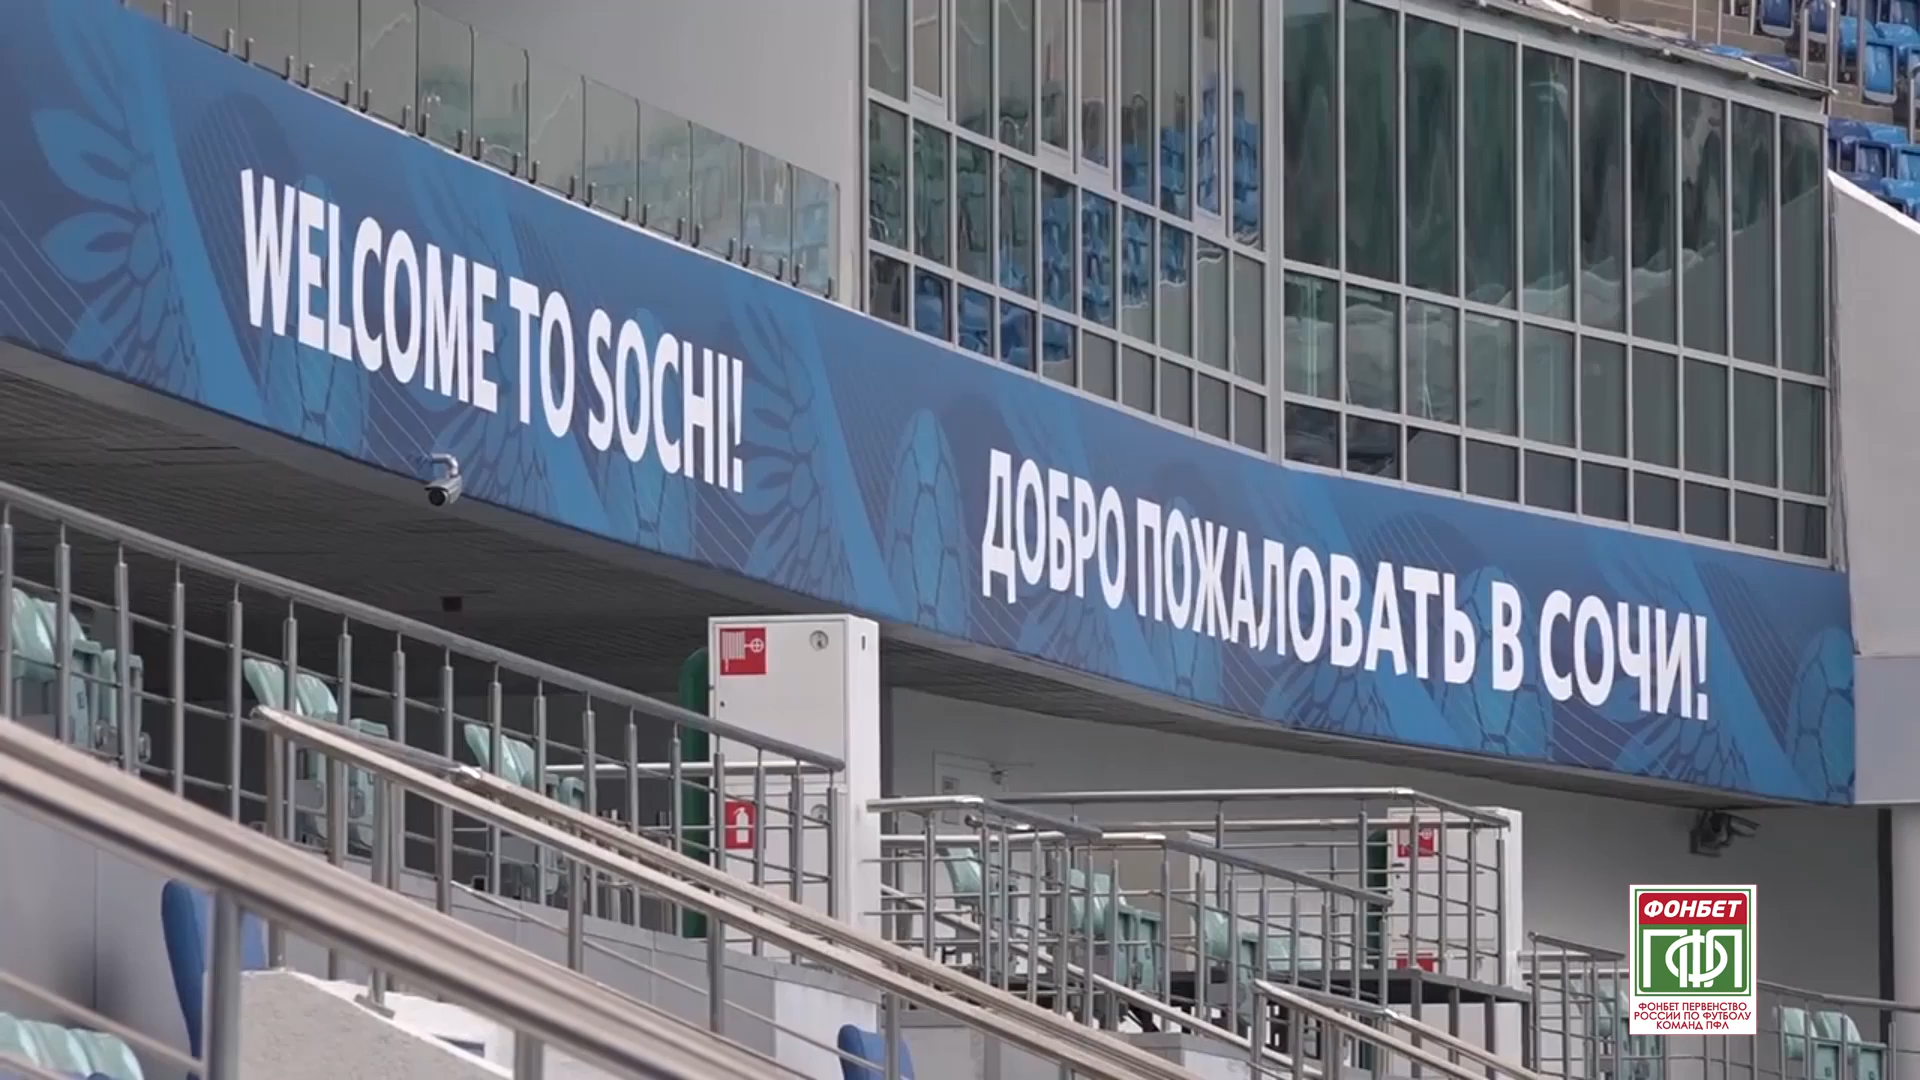 WELCOME TO SOCHI!
ДОБРО ПОЖАЛОВАТЬ В СОЧИ!
ФОНБЕТ
ПФЛ
ФОНБЕТ ПЕРВЕНСТВО
РОССИИ ПО ФУТБОЛУ
КОМАНД ПФЛ